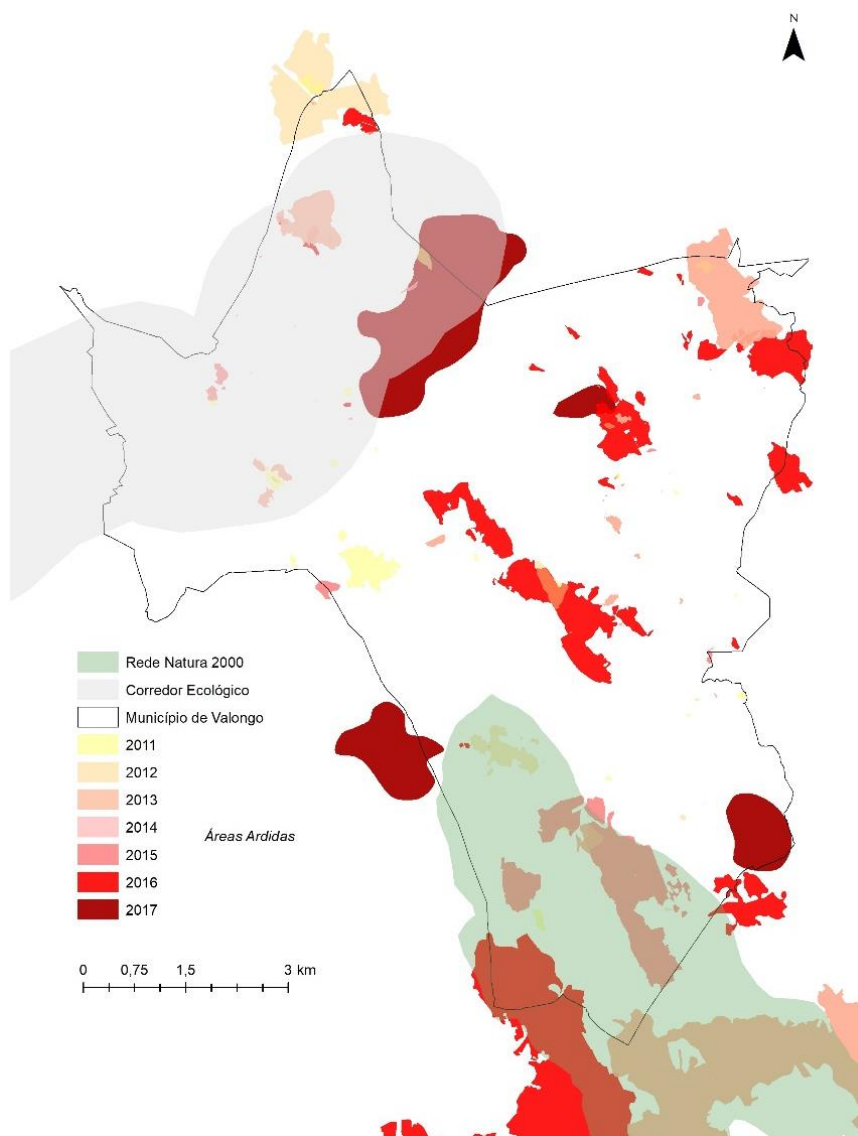 N
Rede Natura 2000
Corredor Ecológico
Município de Valongo
2011
2012
2013
2014
2015
2016
2017
Áreas Ardidas
0 0,75 1,5 3 km